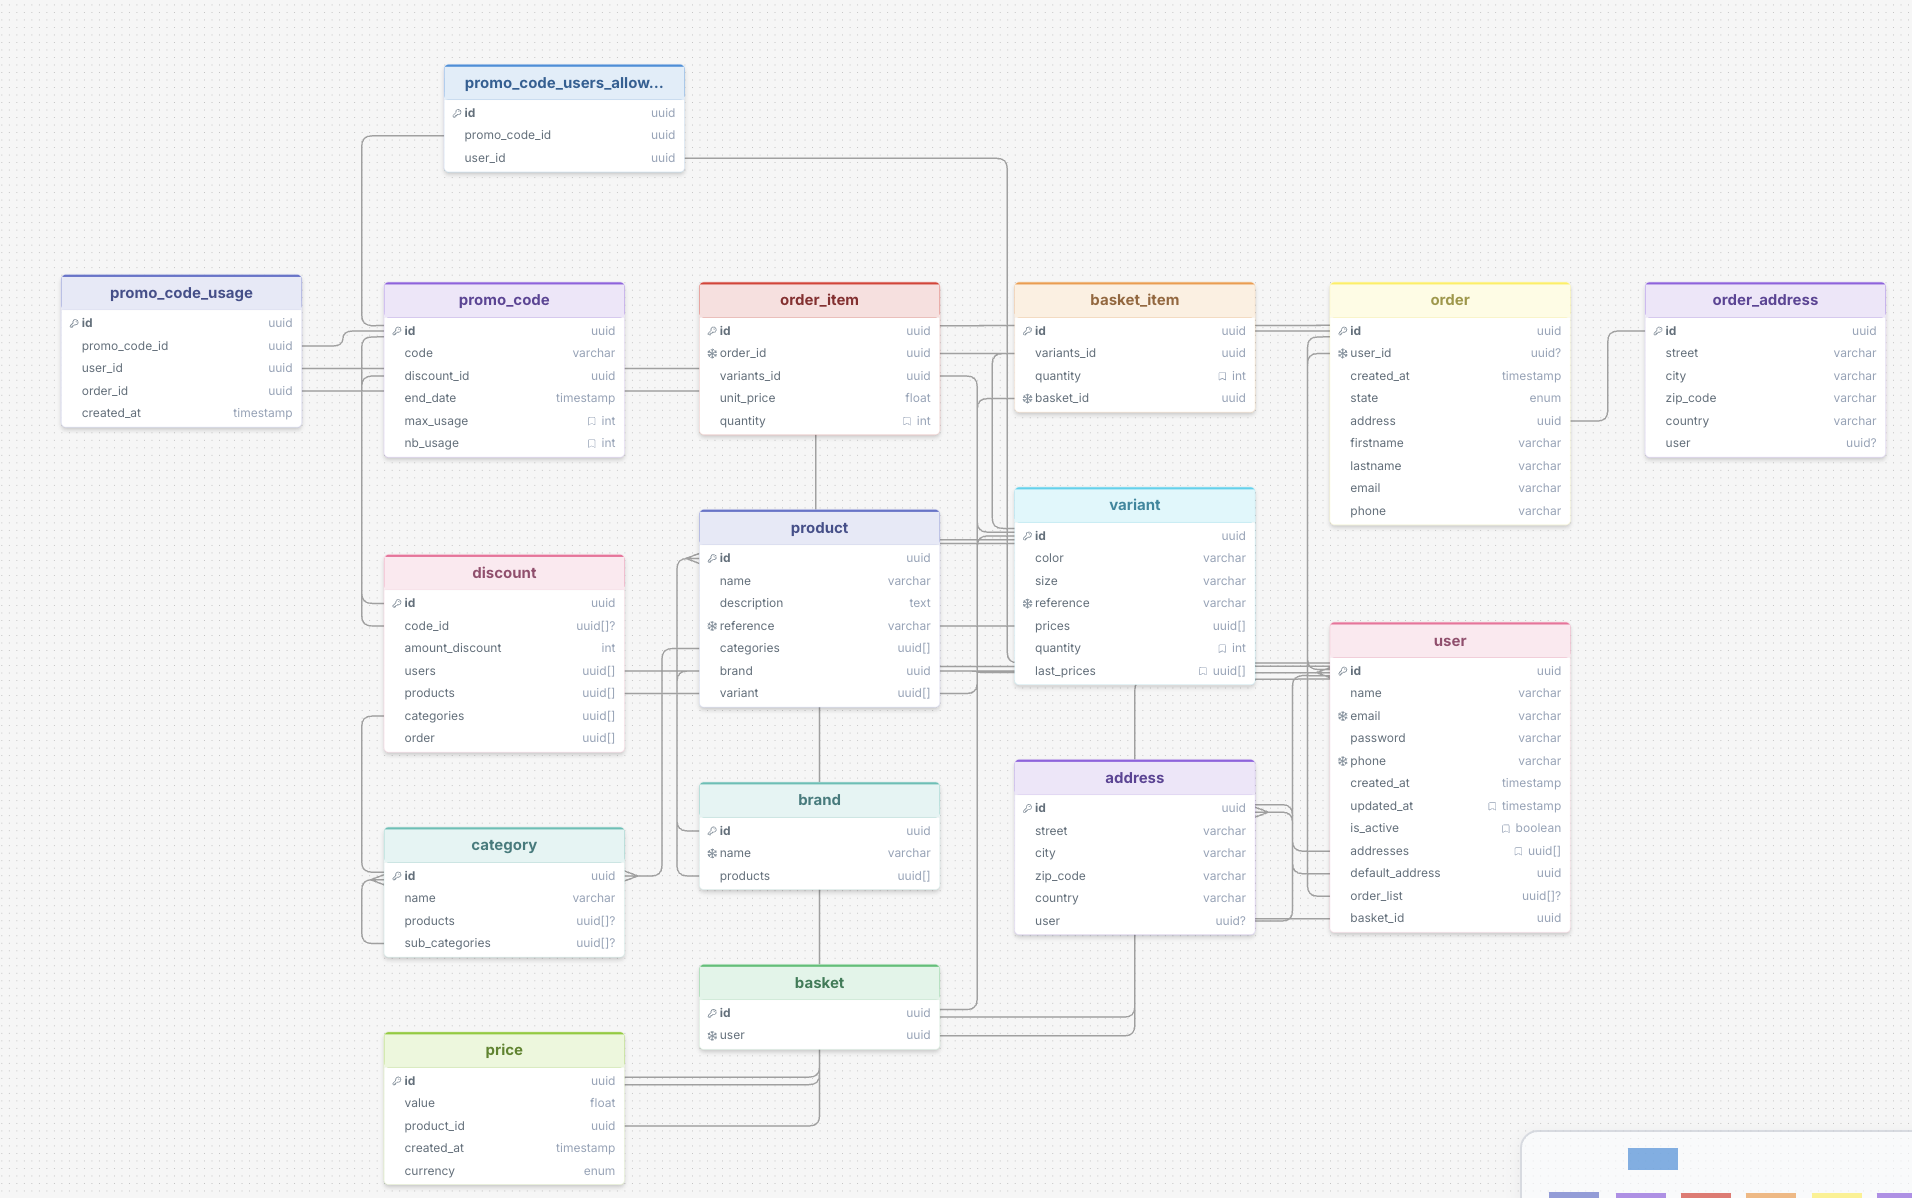 promo_code_users_allow...
id uuid
promo_code_id uuid
user_id uuid
promo_code_usage
id uuid
promo_code_id uuid
user_id uuid
order_id uuid
created_at timestamp
promo_code
id uuid
code varchar
discount_id uuid
end_date timestamp
max_usage int
nb_usage int
order_item
id uuid
order_id uuid
variants_id uuid
unit_price float
quantity int
basket_item
id uuid
variants_id uuid
quantity int
basket_id uuid
order
id uuid
user_id uuid?
created_at timestamp
state enum
address uuid
firstname varchar
lastname varchar
email varchar
phone varchar
order_address
id uuid
street varchar
city varchar
zip_code varchar
country varchar
user uuid?
discount
id uuid
code_id uuid[]?
amount_discount int
users uuid[]
products uuid[]
categories uuid[]
order uuid[]
product
id uuid
name varchar
description text
reference varchar
categories uuid[]
brand uuid
variant uuid[]
variant
id uuid
color varchar
size varchar
reference varchar
prices uuid[]
quantity int
last_prices uuid[]
user
id uuid
name varchar
email varchar
password varchar
phone varchar
created_at timestamp
updated_at timestamp
is_active boolean
addresses uuid[]
default_address uuid
order_list uuid[]?
basket_id uuid
category
id uuid
name varchar
products uuid[]?
sub_categories uuid[]?
brand
id uuid
name varchar
products uuid[]
address
id uuid
street varchar
city varchar
zip_code varchar
country varchar
user uuid?
basket
id uuid
user uuid
price
id uuid
value float
product_id uuid
created_at timestamp
currency enum